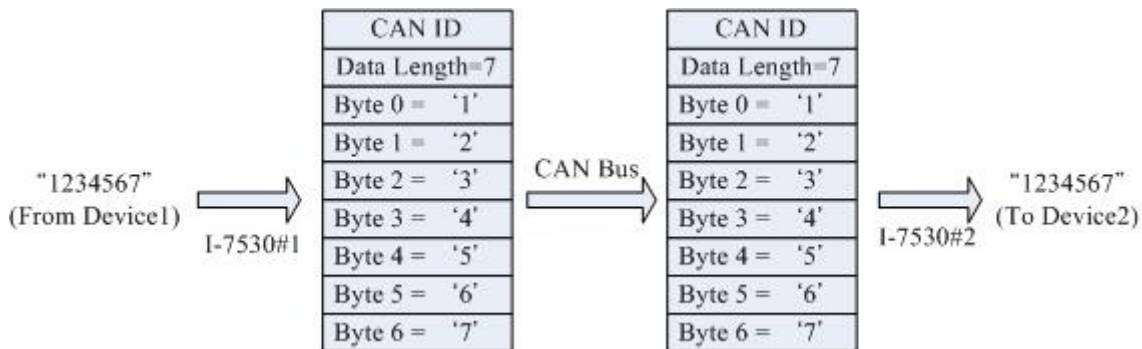 "1234567"
(From Device1)
I-7530#1
CAN ID
Data Length=7
Byte 0 = ‘1’
Byte 1 = ‘2’
Byte 2 = ‘3’
Byte 3 = ‘4’
Byte 4 = ‘5’
Byte 5 = ‘6’
Byte 6 = ‘7’
CAN Bus
CAN ID
Data Length=7
Byte 0 = ‘1’
Byte 1 = ‘2’
Byte 2 = ‘3’
Byte 3 = ‘4’
Byte 4 = ‘5’
Byte 5 = ‘6’
Byte 6 = ‘7’
I-7530#2
"1234567"
(To Device2)